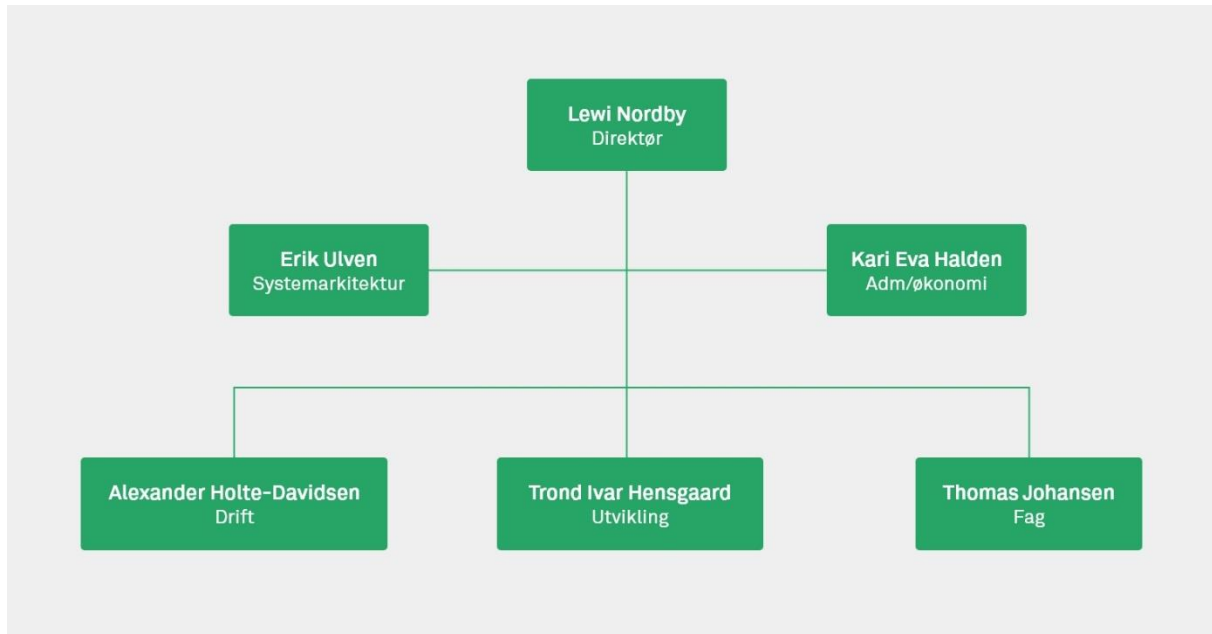 Lewi Nordby
Direktør
Erik Ulven
Systemarkitektur
Kari Eva Halden
Adm/økonomi
Alexander Holte-Davidsen
Drift
Trond Ivar Hensgaard
Utvikling
Thomas Johansen
Fag